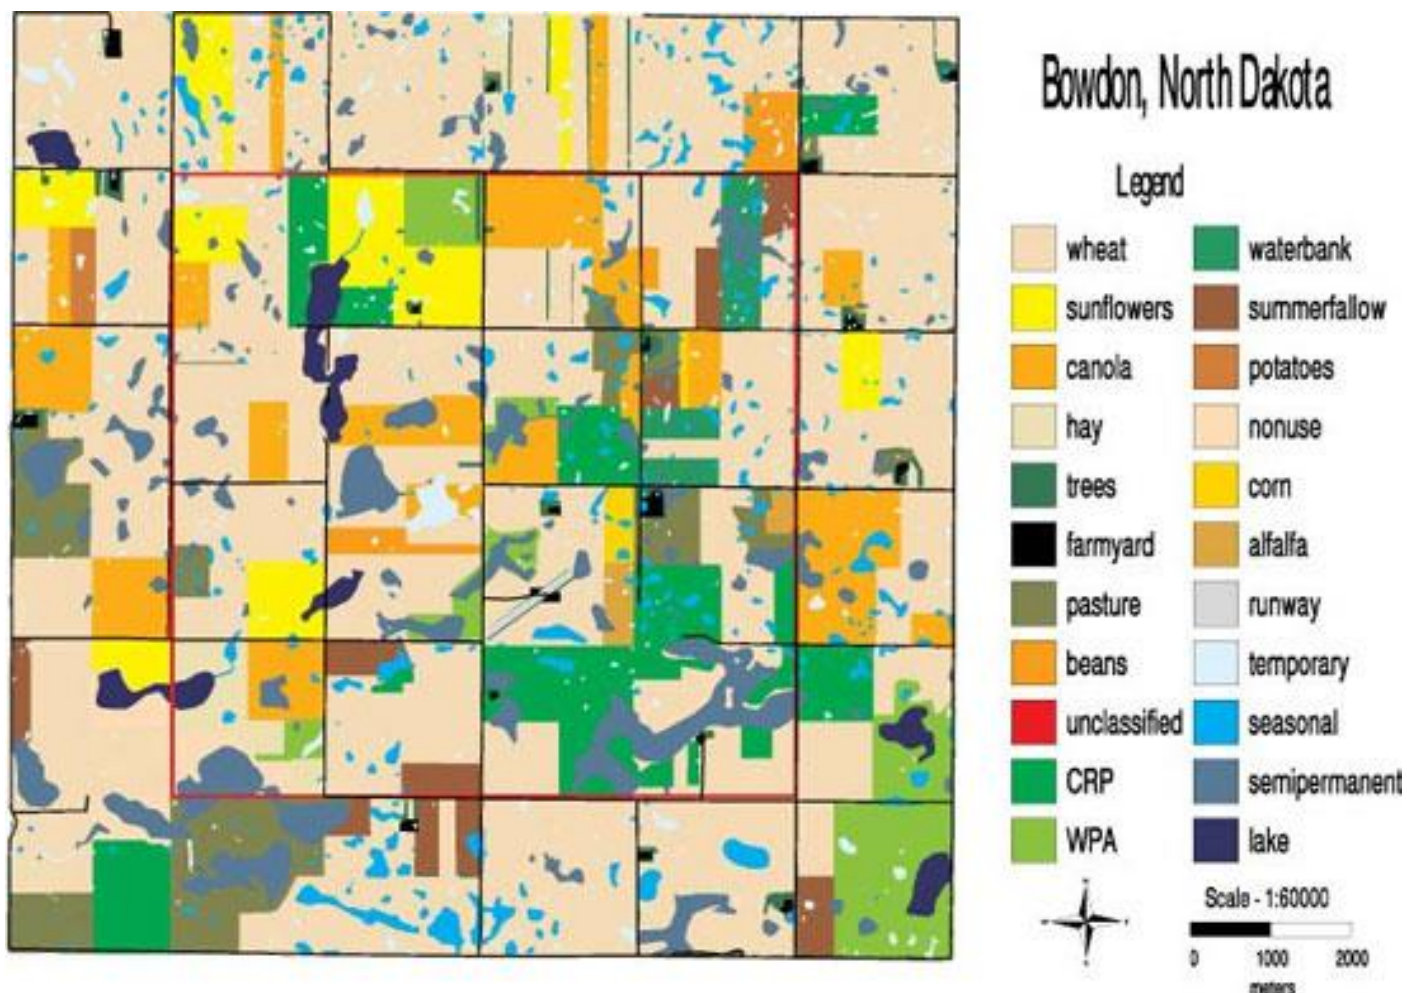 Bowdon, North Dakota
Legend
wheat
sunflowers
canola
hay
trees
farmyard
pasture
beans
unclassified
CRP
WPA
waterbank
summerfallow
potatoes
nonuse
corn
alfalfa
runway
temporary
seasonal
semipermanent
lake
Scale - 1:60000
0 1000 2000
meters